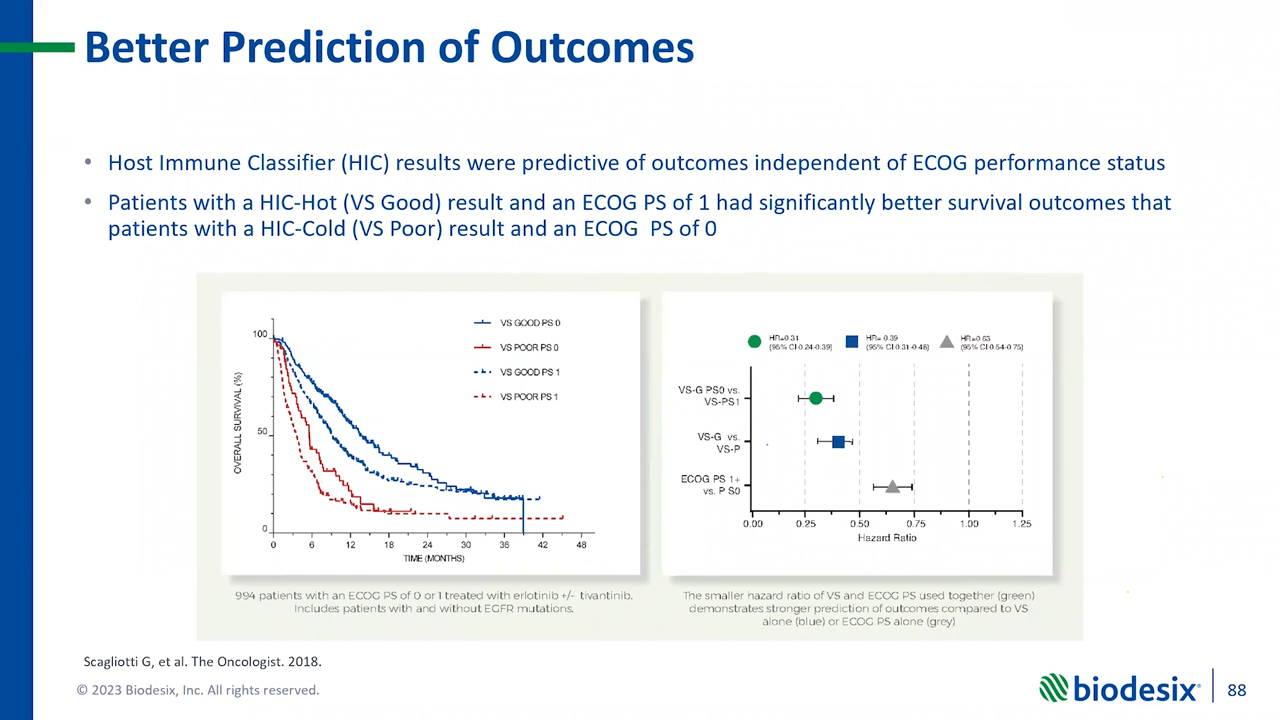 Better Prediction of Outcomes
• Host Immune Classifier (HIC) results were predictive of outcomes independent of ECOG performance status
• Patients with a HIC-Hot (VS Good) result and an ECOG PS of 1 had significantly better survival outcomes that
patients with a HIC-Cold (VS Poor) result and an ECOG PS of 0
100
50
0
OVERALL SURVIVAL (%)
VS GOOD PS 0
VS POOR PS 0
VS GOOD PS 1
VS POOR PS 1
0 6 12 18 24 30 36 42 48
TIME (MONTHS)
HR=0.31
(95% CI 0.24-0.39)
HR= 0.39
(95% CI 0.31-0.48)
HR=0.63
(95% CI 0.54-0.75)
VS-G PS0 vs.
VS-PS1
VS-G vs.
VS-P
ECOG PS 1+
vs. P S0
0.00 0.25 0.50 0.75 1.00 1.25
Hazard Ratio
994 patients with an ECOG PS of 0 or 1 treated with erlotinib +/- tivantinib.
Includes patients with and without EGFR mutations.
The smaller hazard ratio of VS and ECOG PS used together (green)
demonstrates stronger prediction of outcomes compared to VS
alone (blue) or ECOG PS alone (grey)
Scagliotti G, et al. The Oncologist. 2018.
© 2023 Biodesix, Inc. All rights reserved.
biodesix®
88